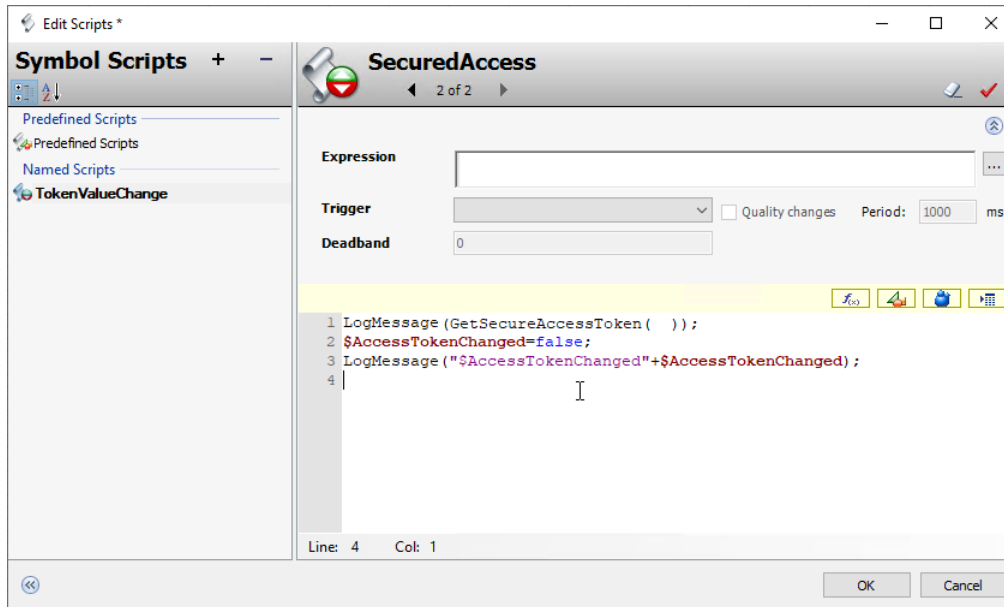 Edit Scripts *
Symbol Scripts + −
Predefined Scripts
Predefined Scripts
Named Scripts
TokenValueChange
SecuredAccess
2 of 2
Expression
...
Trigger
Quality changes Period: 1000 ms
Deadband 0
f(x)
1 LogMessage(GetSecureAccessToken( ));
2 $AccessTokenChanged=false;
3 LogMessage("$AccessTokenChanged"+$AccessTokenChanged);
4
Line: 4 Col: 1
OK Cancel